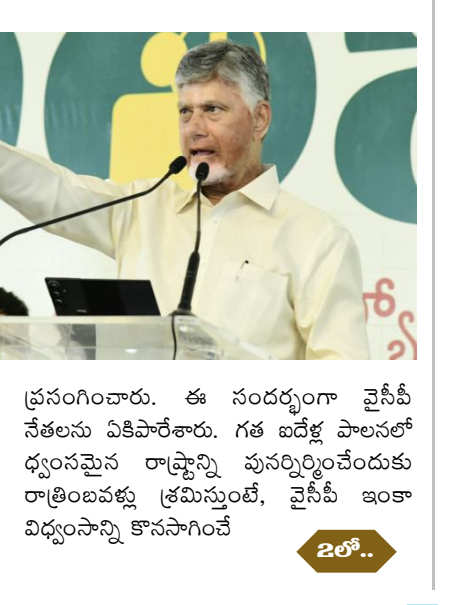 ప్రసంగించారు. ఈ సందర్భంగా వైసీపీ
నేతలను ఏకిపారేశారు. గత ఐదేళ్ల పాలనలో
ధ్వంసమైన రాష్ట్రాన్ని పునర్నిర్మించేందుకు
రాత్రింబవళ్లు శ్రమిస్తుంటే, వైసీపీ ఇంకా
విధ్వంసాన్ని కొనసాగించే
2లో..